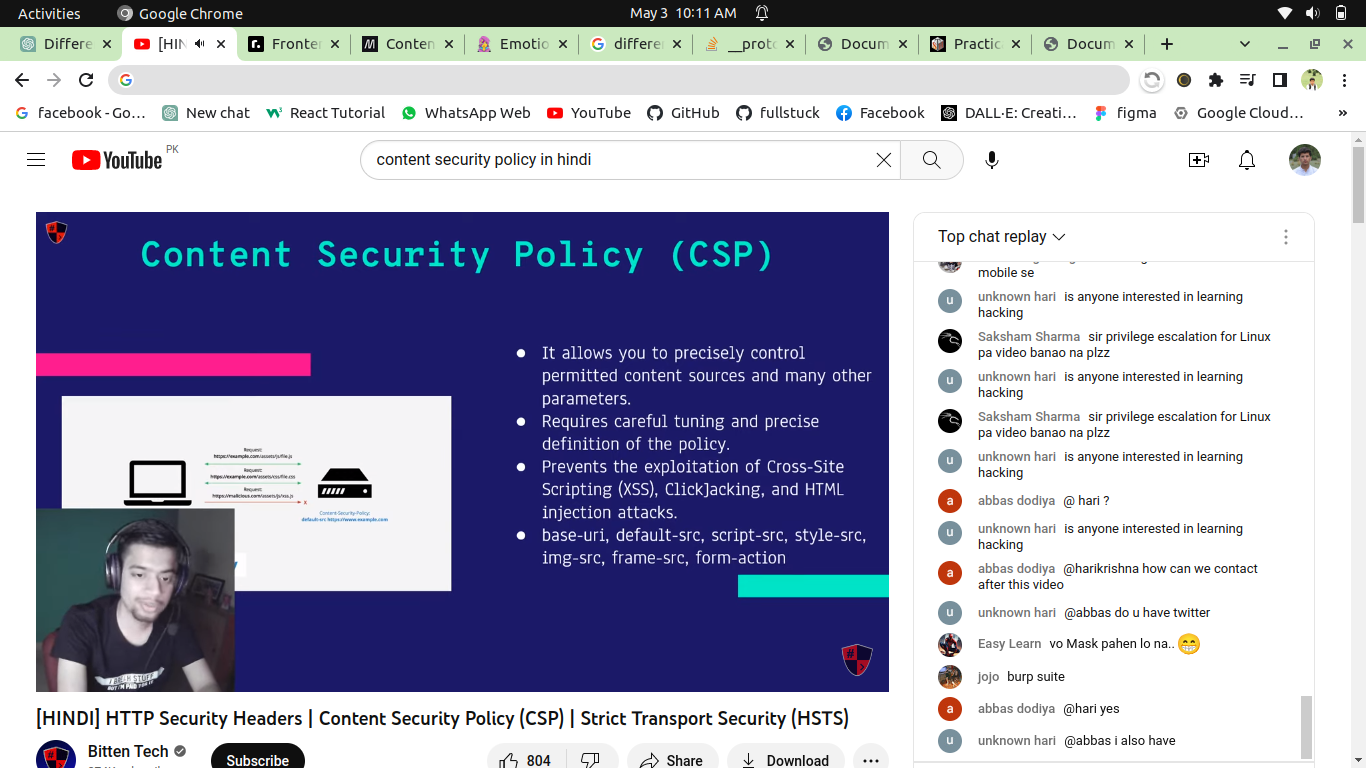 Activities
Google Chrome
May 3 10:11 AM
Differe
[HIN
Fronter
Conten
Emotio
differe
__proto
Docum
Practic
Docum
facebook - Go…
New chat
React Tutorial
WhatsApp Web
YouTube
GitHub
fullstuck
Facebook
DALL·E: Creati…
figma
Google Cloud…
»
YouTube PK
content security policy in hindi
Content Security Policy (CSP)
● It allows you to precisely control
permitted content sources and many other
parameters.
● Requires careful tuning and precise
definition of the policy.
● Prevents the exploitation of Cross-Site
Scripting (XSS), ClickJacking, and HTML
injection attacks.
● base-uri, default-src, script-src, style-src,
img-src, frame-src, form-action
Request:
https://example.com/assets/js/file.js
Request:
https://example.com/assets/css/file.css
Request:
https://malicious.com/assets/js/xss.js
Content-Security-Policy:
default-src https://www.example.com
[HINDI] HTTP Security Headers | Content Security Policy (CSP) | Strict Transport Security (HSTS)
Bitten Tech
Subscribe
804
Share
Download
Top chat replay
mobile se
unknown hari is anyone interested in learning
hacking
Saksham Sharma sir privilege escalation for Linux
pa video banao na plzz
unknown hari is anyone interested in learning
hacking
Saksham Sharma sir privilege escalation for Linux
pa video banao na plzz
unknown hari is anyone interested in learning
hacking
abbas dodiya @ hari ?
unknown hari is anyone interested in learning
hacking
abbas dodiya @harikrishna how can we contact
after this video
unknown hari @abbas do u have twitter
Easy Learn vo Mask pahen lo na.. 😁
jojo burp suite
abbas dodiya @hari yes
unknown hari @abbas i also have